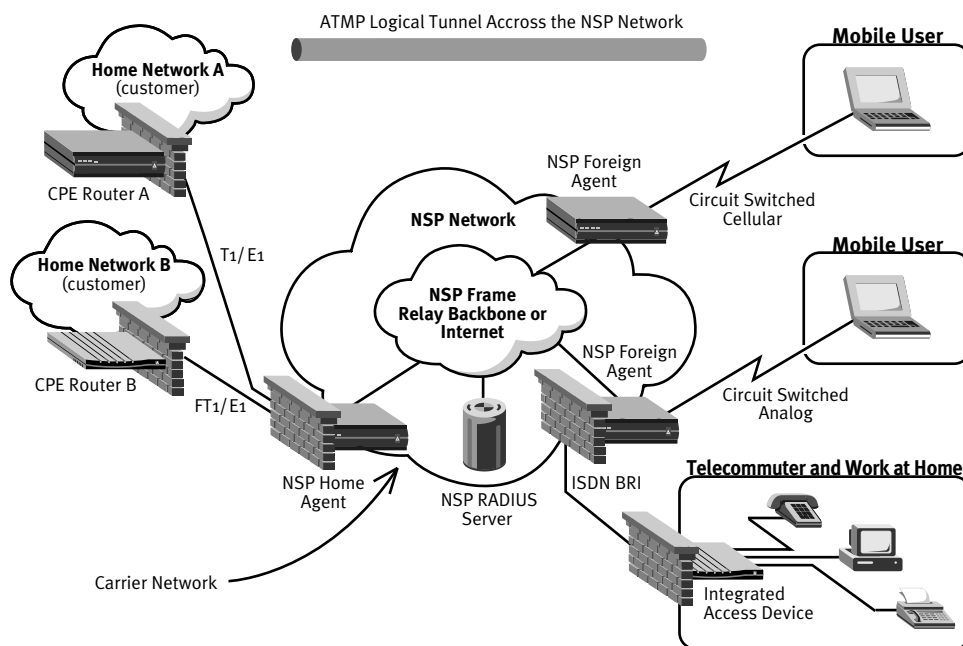 ATMP Logical Tunnel Accross the NSP Network
Mobile User
Home Network A
(customer)
CPE Router A
NSP Foreign
Agent
Circuit Switched
Cellular
NSP Network
T1/E1
Home Network B
(customer)
CPE Router B
FT1/E1
NSP Frame
Relay Backbone or
Internet
Mobile User
NSP Foreign
Agent
Circuit Switched
Analog
NSP Home
Agent
NSP RADIUS
Server
ISDN BRI
Telecommuter and Work at Home
Carrier Network
Integrated
Access Device